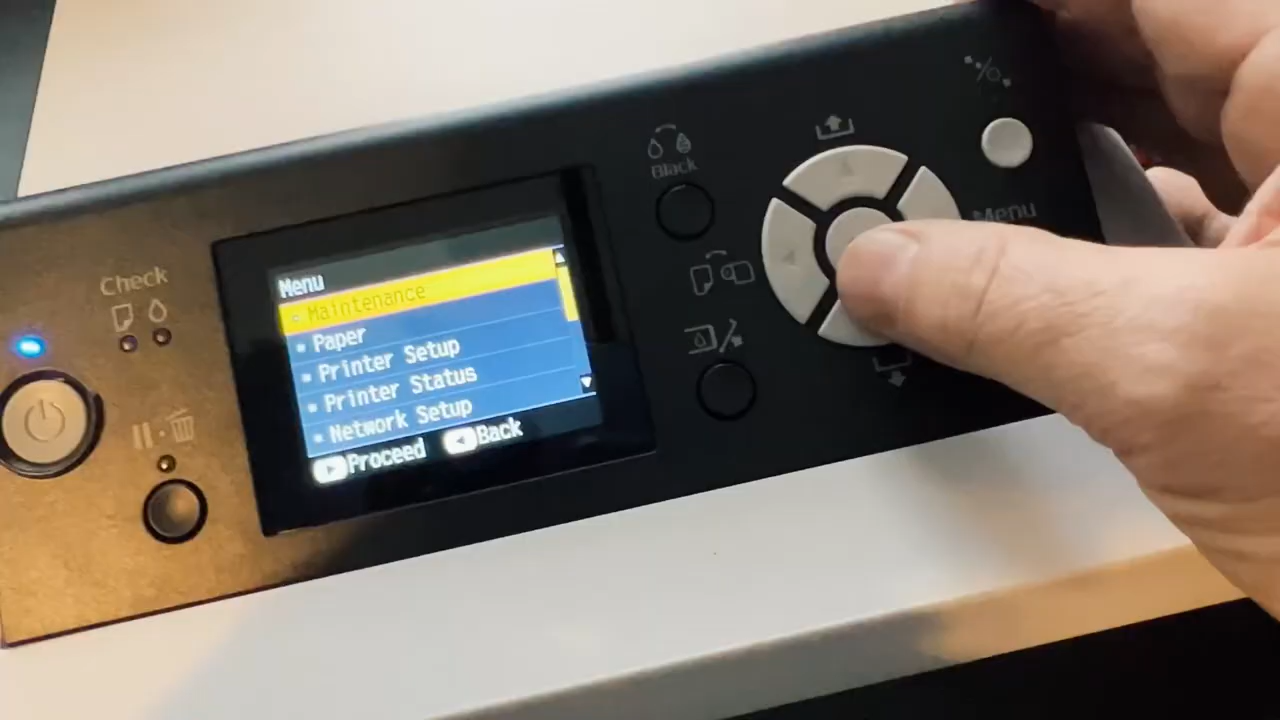 Check
Black
Menu
Menu
Maintenance
Paper
Printer Setup
Printer Status
Network Setup
Proceed Back